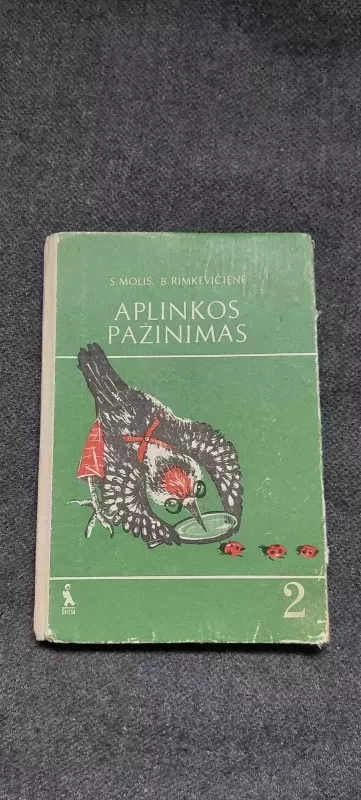 S. MOLIS, B. RIMKEVIČIENĖ
APLINKOS
PAŽINIMAS
2